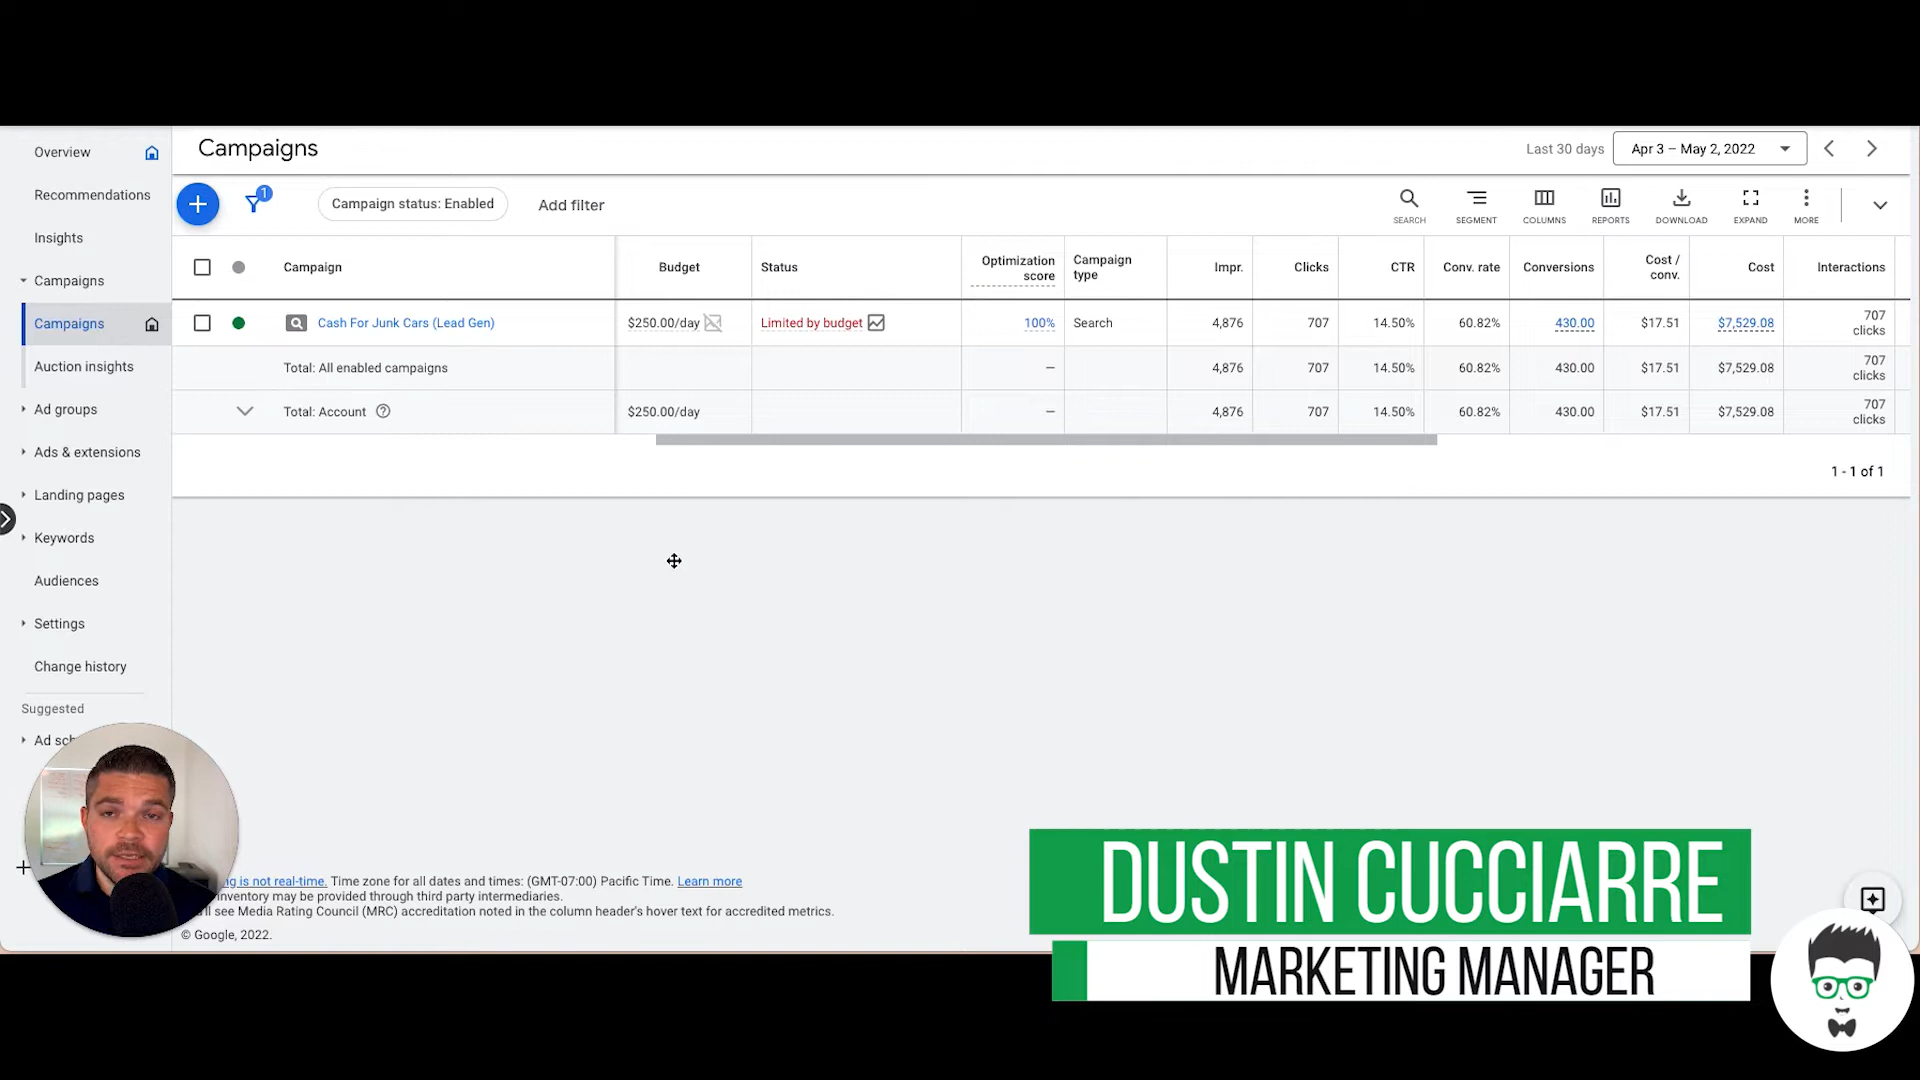 Overview
Recommendations
Insights
Campaigns
Campaigns
Auction insights
Ad groups
Ads & extensions
Landing pages
Keywords
Audiences
Settings
Change history
Suggested
Ad sch
Campaigns
Last 30 days
Apr 3 – May 2, 2022
1
Campaign status: Enabled
Add filter
SEARCH
SEGMENT
COLUMNS
REPORTS
DOWNLOAD
EXPAND
MORE
Campaign Budget Status Optimization score Campaign type Impr. Clicks CTR Conv. rate Conversions Cost / conv. Cost Interactions
Cash For Junk Cars (Lead Gen) $250.00/day Limited by budget 100% Search 4,876 707 14.50% 60.82% 430.00 $17.51 $7,529.08 707 clicks
Total: All enabled campaigns — 4,876 707 14.50% 60.82% 430.00 $17.51 $7,529.08 707 clicks
Total: Account $250.00/day — 4,876 707 14.50% 60.82% 430.00 $17.51 $7,529.08 707 clicks
1 - 1 of 1
ng is not real-time. Time zone for all dates and times: (GMT-07:00) Pacific Time. Learn more
inventory may be provided through third party intermediaries.
'll see Media Rating Council (MRC) accreditation noted in the column header's hover text for accredited metrics.
© Google, 2022.
DUSTIN CUCCIARRE
MARKETING MANAGER